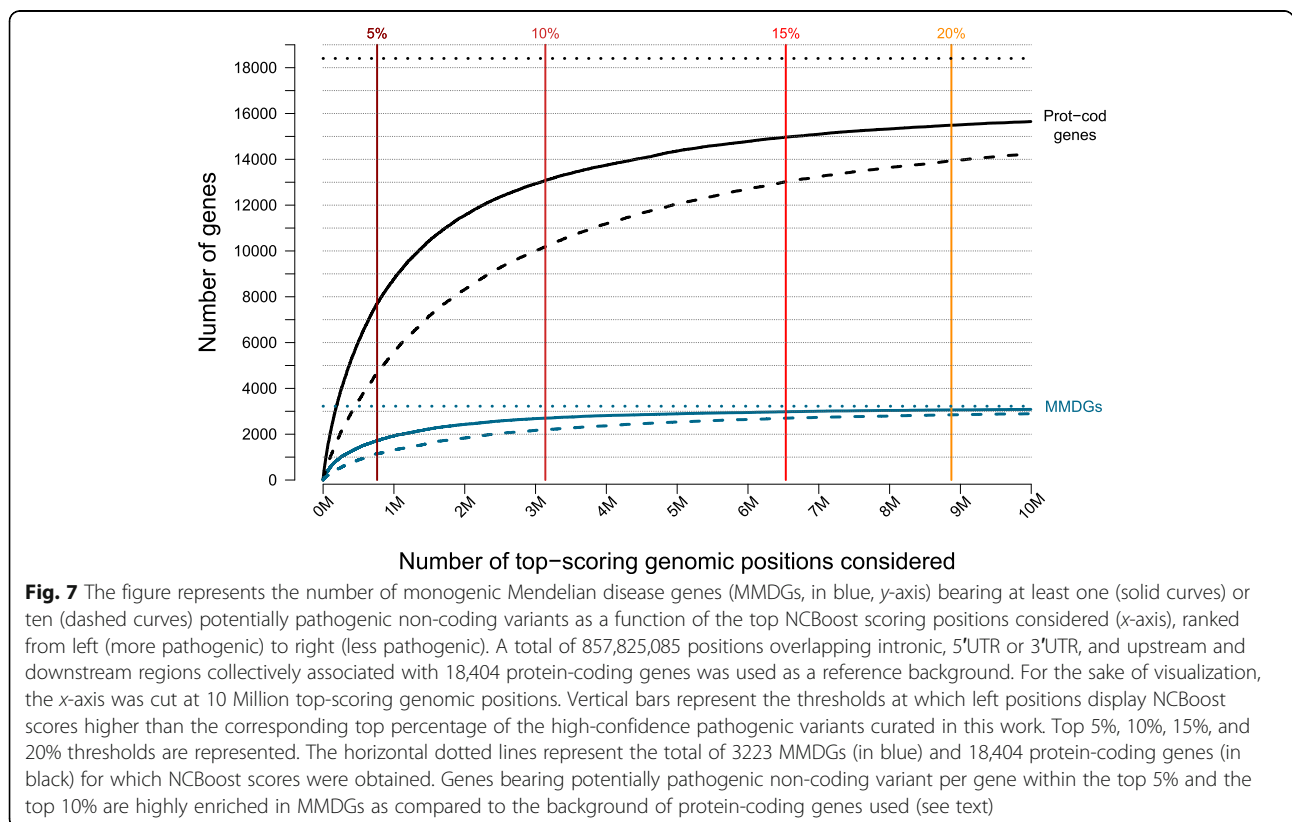 5%
10%
15%
20%
18000
16000
14000
12000
10000
8000
6000
4000
2000
0
Number of genes
Prot-cod
genes
MMDGs
0M
1M
2M
3M
4M
5M
6M
7M
8M
9M
10M
Number of top-scoring genomic positions considered
Fig. 7 The figure represents the number of monogenic Mendelian disease genes (MMDGs, in blue, y-axis) bearing at least one (solid curves) or
ten (dashed curves) potentially pathogenic non-coding variants as a function of the top NCBoost scoring positions considered (x-axis), ranked
from left (more pathogenic) to right (less pathogenic). A total of 857,825,085 positions overlapping intronic, 5′UTR or 3′UTR, and upstream and
downstream regions collectively associated with 18,404 protein-coding genes was used as a reference background. For the sake of visualization,
the x-axis was cut at 10 Million top-scoring genomic positions. Vertical bars represent the thresholds at which left positions display NCBoost
scores higher than the corresponding top percentage of the high-confidence pathogenic variants curated in this work. Top 5%, 10%, 15%, and
20% thresholds are represented. The horizontal dotted lines represent the total of 3223 MMDGs (in blue) and 18,404 protein-coding genes (in
black) for which NCBoost scores were obtained. Genes bearing potentially pathogenic non-coding variant per gene within the top 5% and the
top 10% are highly enriched in MMDGs as compared to the background of protein-coding genes used (see text)